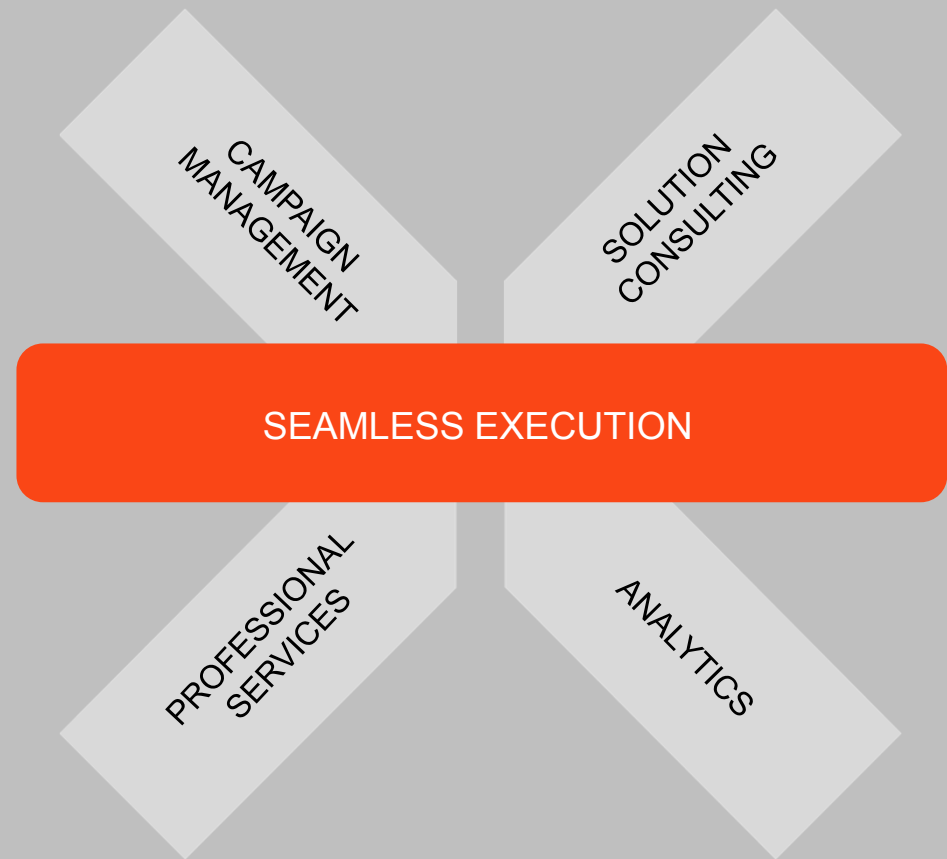 CAMPAIGN
MANAGEMENT
SOLUTION
CONSULTING
SEAMLESS EXECUTION
PROFESSIONAL
SERVICES
ANALYTICS